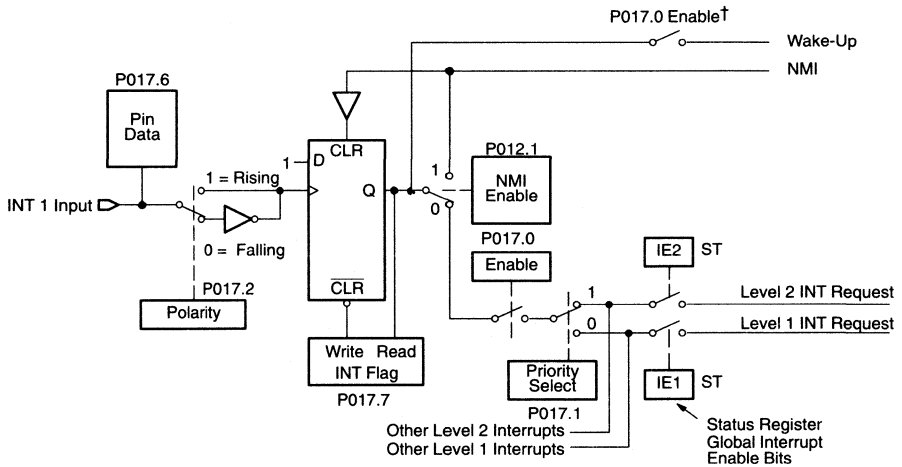 P017.0 Enable†
Wake-Up
NMI
P017.6
Pin
Data
CLR
1
D
Q
1 = Rising
INT 1 Input
0 = Falling
P017.2
Polarity
CLR
Write Read
INT Flag
P017.7
P012.1
1
NMI
Enable
0
P017.0
Enable
IE2 ST
1
Level 2 INT Request
0
Level 1 INT Request
Priority
Select
P017.1
IE1 ST
Other Level 2 Interrupts
Other Level 1 Interrupts
Status Register
Global Interrupt
Enable Bits